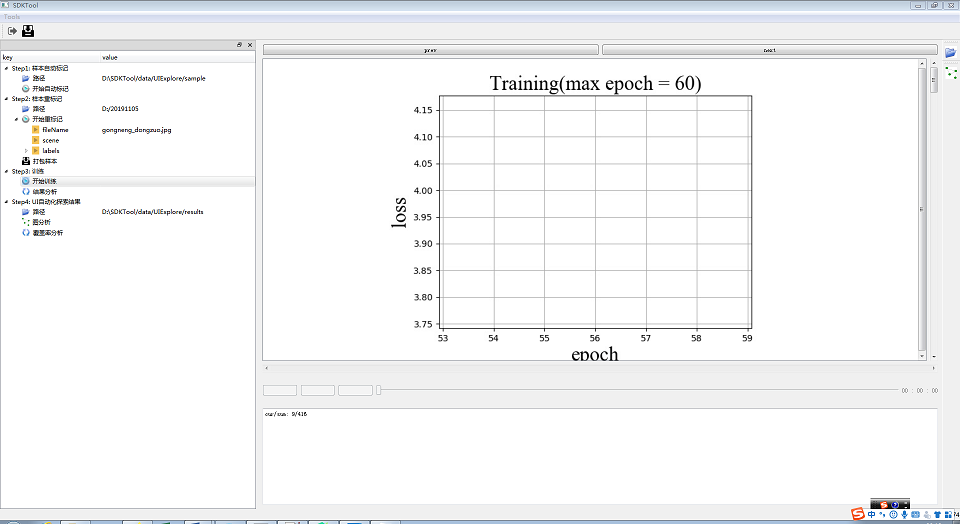 SDKTool
Tools
key value
Step1: 样本自动标记
路径 D:\SDKTool/data/UIExplore/sample
开始自动标记
Step2: 样本重标记
路径 D:/20191105
开始重标记
fileName gongneng_dongzuo.jpg
scene
labels
打包样本
Step3: 训练
开始训练
结果分析
Step4: UI自动化探索结果
路径 D:\SDKTool/data/UIExplore/results
图分析
覆盖率分析
prev next
Training(max epoch = 60)
4.15
4.10
4.05
4.00
3.95
3.90
3.85
3.80
3.75
loss
53 54 55 56 57 58 59
epoch
00 : 00 : 00
cur/sum: 9/416
中